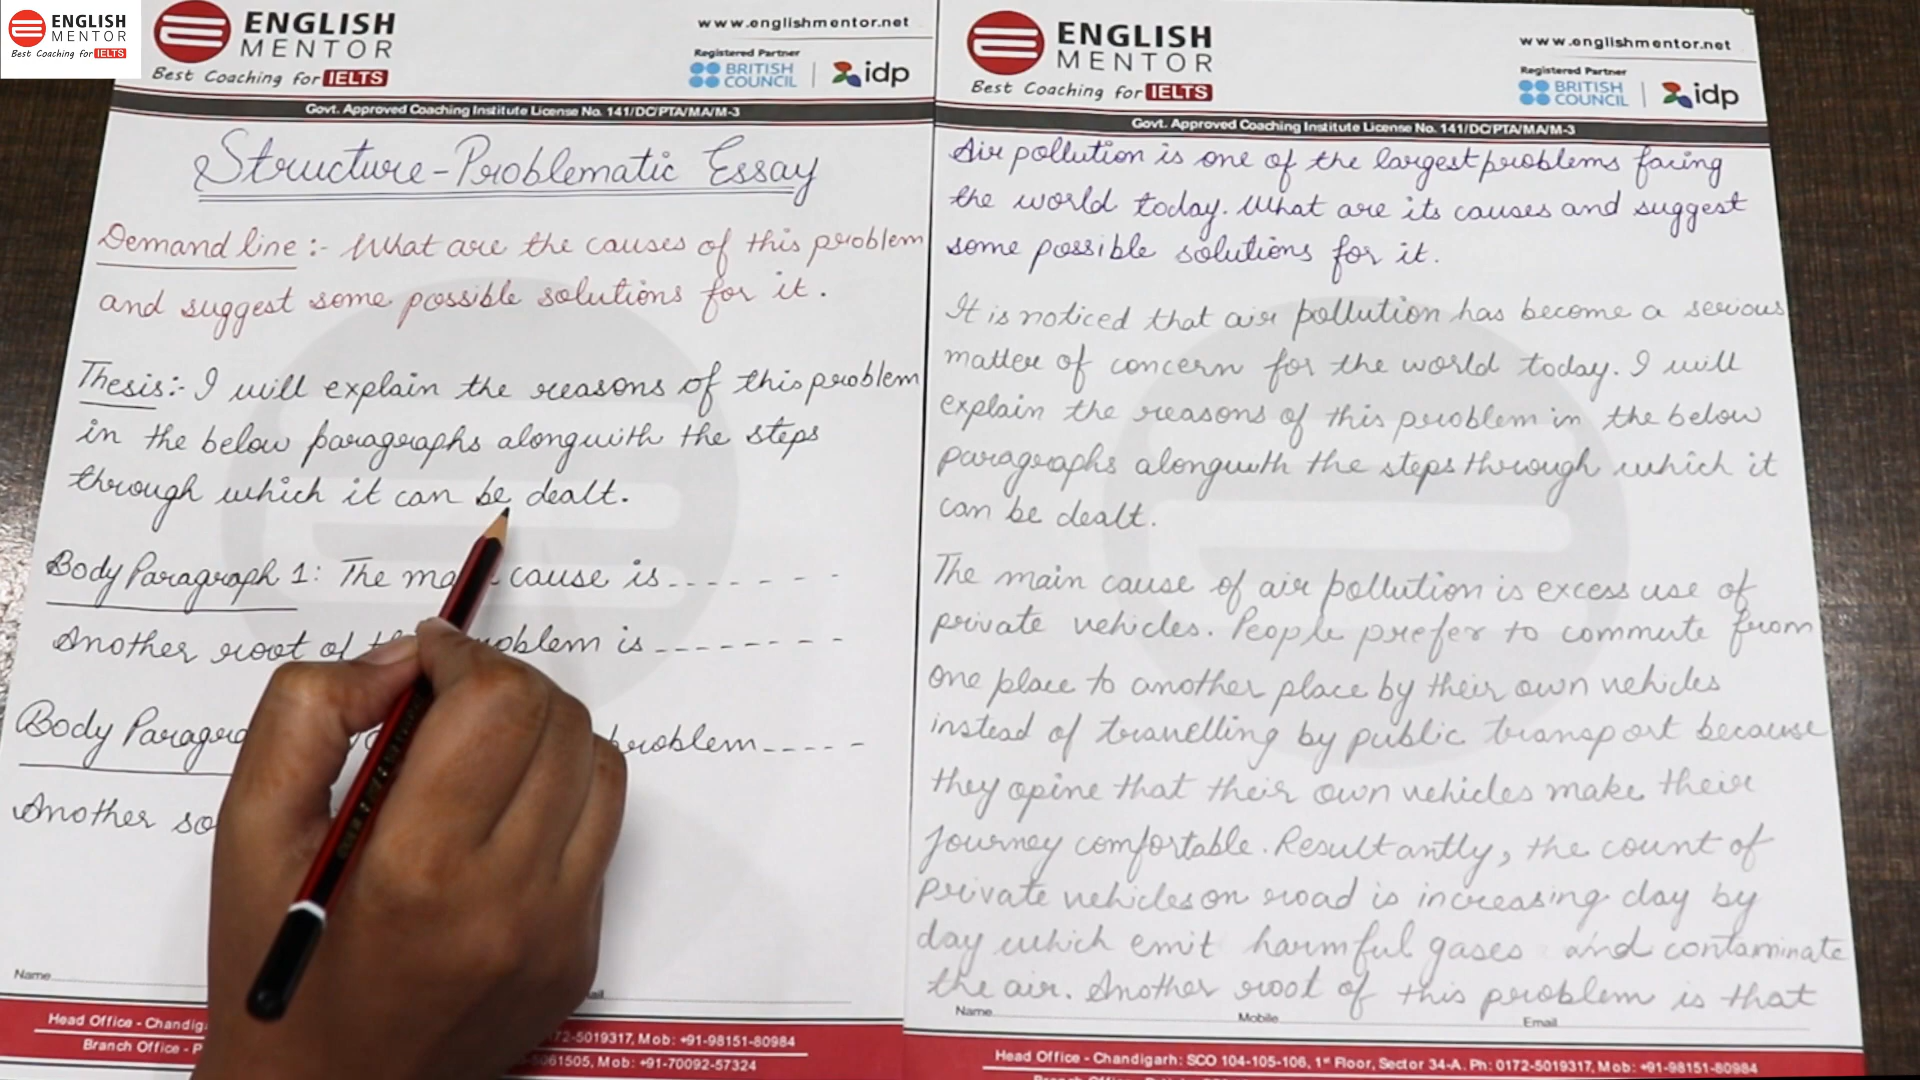 ENGLISH
MENTOR
Best Coaching for IELTS
ENGLISH
MENTOR
Best Coaching for IELTS
www.englishmentor.net
Registered Partner
BRITISH COUNCIL
idp
Govt. Approved Coaching Institute License No. 141/DC/PTA/MA/M-3
Structure-Problematic Essay
Demand line :- What are the causes of this problem
and suggest some possible solutions for it.
Thesis:- I will explain the reasons of this problem
in the below paragraphs alongwith the steps
through which it can be dealt.
Body Paragraph 1: The main cause is
Another root of problem is
Body problem
Another
Name
Head Office - 72-5019317, Mob: +91-98151-80984
Branch Office - 5061505, Mob: +91-70092-57324
ENGLISH
MENTOR
Best Coaching for IELTS
www.englishmentor.net
Registered Partner
BRITISH COUNCIL
idp
Govt. Approved Coaching Institute License No. 141/DC/PTA/MA/M-3
Air pollution is one of the largest problems facing
the world today. What are its causes and suggest
some possible solutions for it.
It is noticed that air pollution has become a serious
matter of concern for the world today. I will
explain the reasons of this problem in the below
paragraphs alongwith the steps through which it
can be dealt.
The main cause of air pollution is excess use of
private vehicles. People prefer to commute from
one place to another place by their own vehicles
instead of travelling by public transport because
they opine that their own vehicles make their
journey comfortable. Resultantly, the count of
private vehicles on road is increasing day by
day which emit harmful gases and contaminate
the air. Another root of this problem is that
Name Mobile Email
Head Office - Chandigarh: SCO 104-105-106, 1st Floor, Sector 34-A. Ph: 0172-5019317, Mob: +91-98151-80984